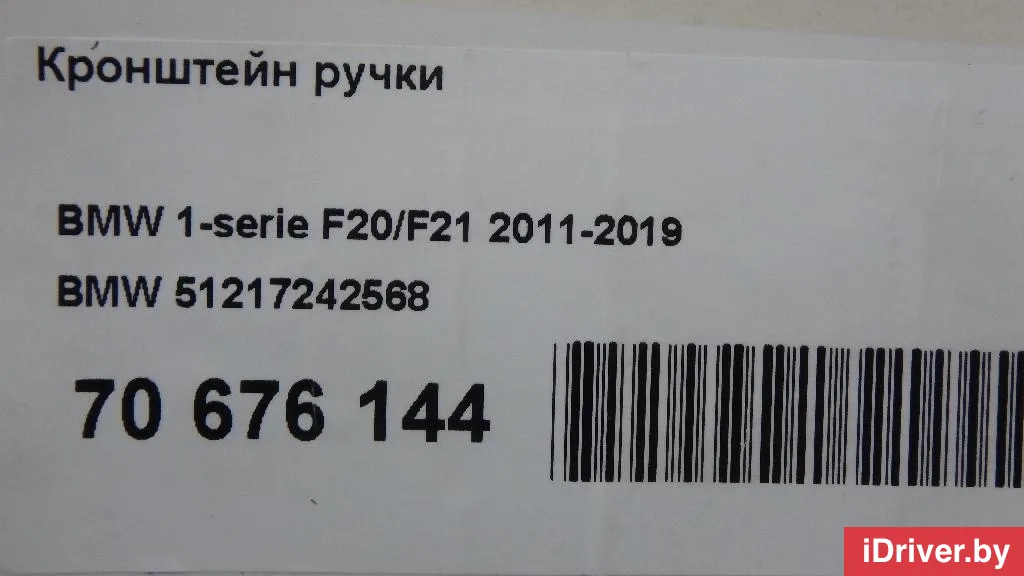 Кронштейн ручки
BMW 1-serie F20/F21 2011-2019
BMW 51217242568
70 676 144
iDriver.by